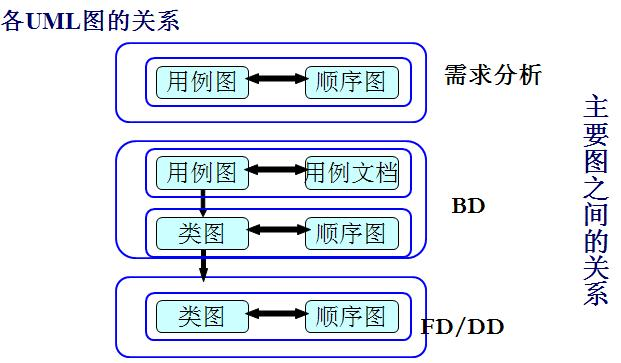 各UML图的关系
用例图
顺序图
需求分析
用例图
用例文档
类图
顺序图
BD
类图
顺序图
FD/DD
主要图之间的关系